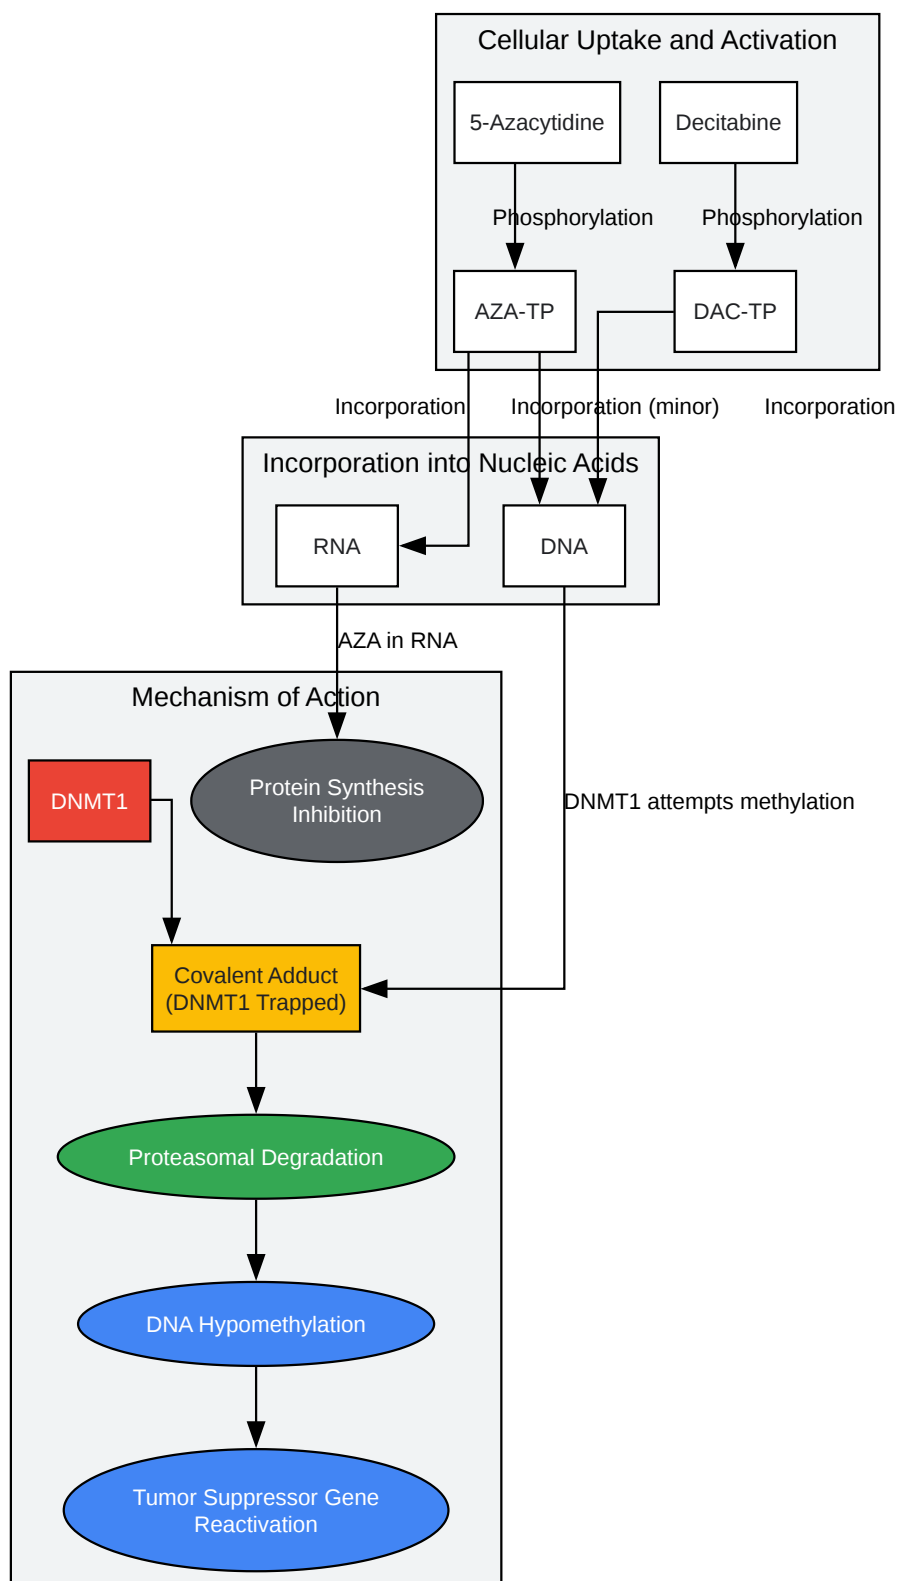 Cellular Uptake and Activation
5-Azacytidine
Decitabine
Phosphorylation
Phosphorylation
AZA-TP
DAC-TP
Incorporation
Incorporation (minor)
Incorporation
Incorporation into Nucleic Acids
RNA
DNA
AZA in RNA
Mechanism of Action
DNMT1
Protein Synthesis
Inhibition
DNMT1 attempts methylation
Covalent Adduct
(DNMT1 Trapped)
Proteasomal Degradation
DNA Hypomethylation
Tumor Suppressor Gene
Reactivation